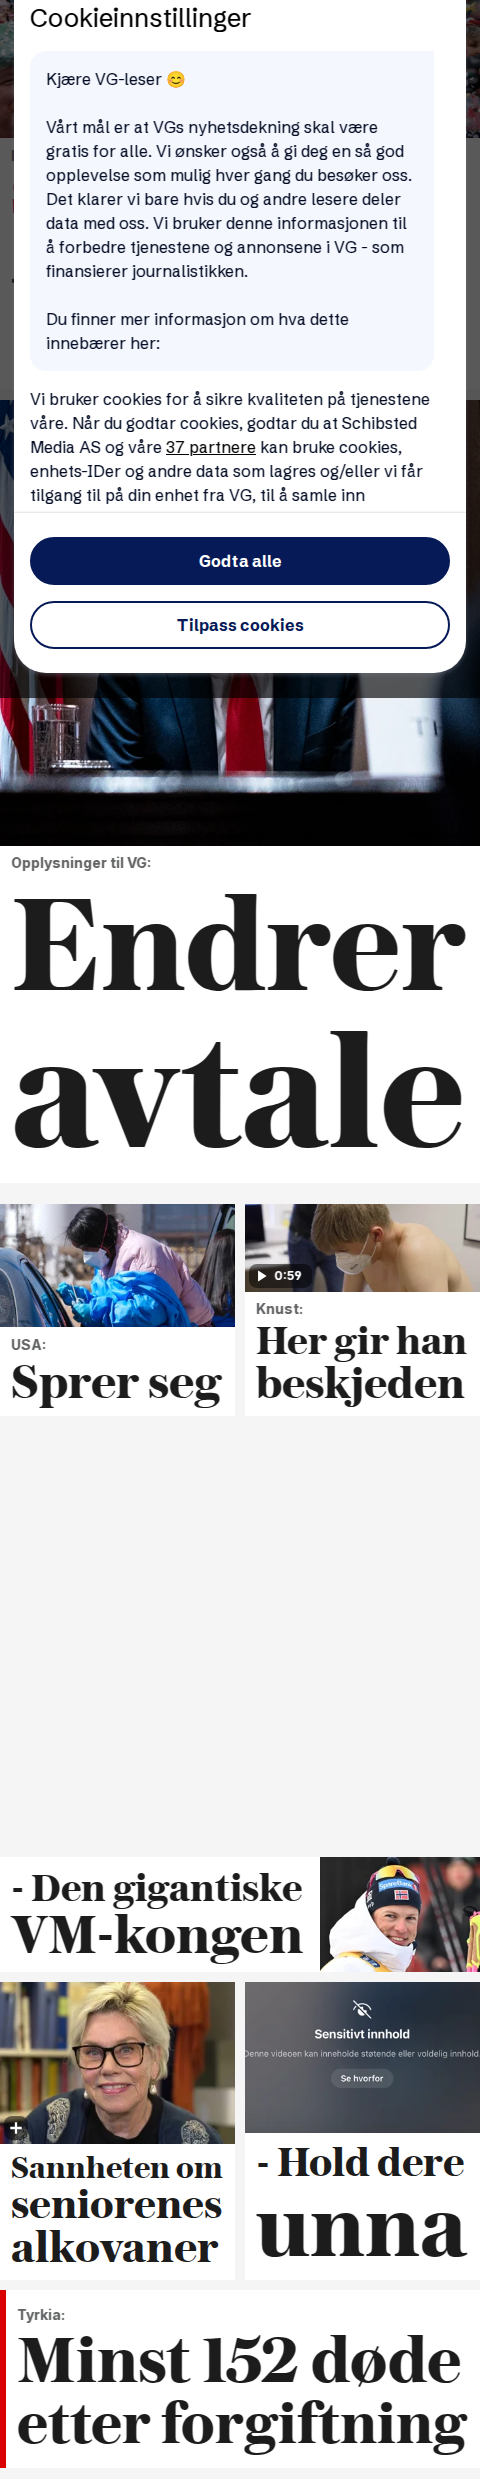 Cookieinnstillinger
Kjære VG-leser 😊
Vårt mål er at VGs nyhetsdekning skal være
gratis for alle. Vi ønsker også å gi deg en så god
opplevelse som mulig hver gang du besøker oss.
Det klarer vi bare hvis du og andre lesere deler
data med oss. Vi bruker denne informasjonen til
å forbedre tjenestene og annonsene i VG - som
finansierer journalistikken.
Du finner mer informasjon om hva dette
innebærer her:
Vi bruker cookies for å sikre kvaliteten på tjenestene
våre. Når du godtar cookies, godtar du at Schibsted
Media AS og våre 37 partnere kan bruke cookies,
enhets-IDer og andre data som lagres og/eller vi får
tilgang til på din enhet fra VG, til å samle inn
Godta alle
Tilpass cookies
Opplysninger til VG:
Endrer
avtale
USA:
Sprer seg
0:59
Knust:
Her gir han
beskjeden
- Den gigantiske
VM-kongen
SpareBank
Sannheten om
seniorenes
alkovaner
Sensitivt innhold
Denne videoen kan inneholde støtende eller voldelig innhold.
Se hvorfor
- Hold dere
unna
Tyrkia:
Minst 152 døde
etter forgiftning